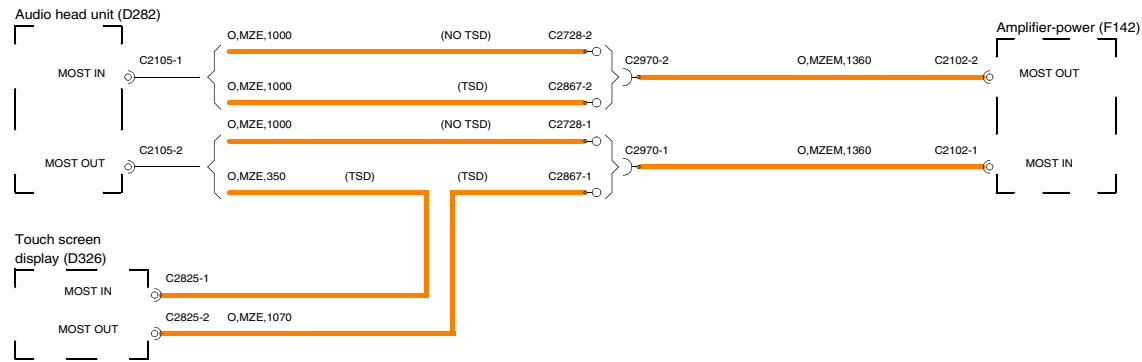 Audio head unit (D282)
Amplifier-power (F142)
O,MZE,1000 (NO TSD) C2728-2
MOST IN C2105-1 C2970-2 O,MZEM,1360 C2102-2 MOST OUT
O,MZE,1000 (TSD) C2867-2
O,MZE,1000 (NO TSD) C2728-1
MOST OUT C2105-2 C2970-1 O,MZEM,1360 C2102-1 MOST IN
O,MZE,350 (TSD) (TSD) C2867-1
Touch screen
display (D326)
C2825-1
MOST IN
C2825-2 O,MZE,1070
MOST OUT